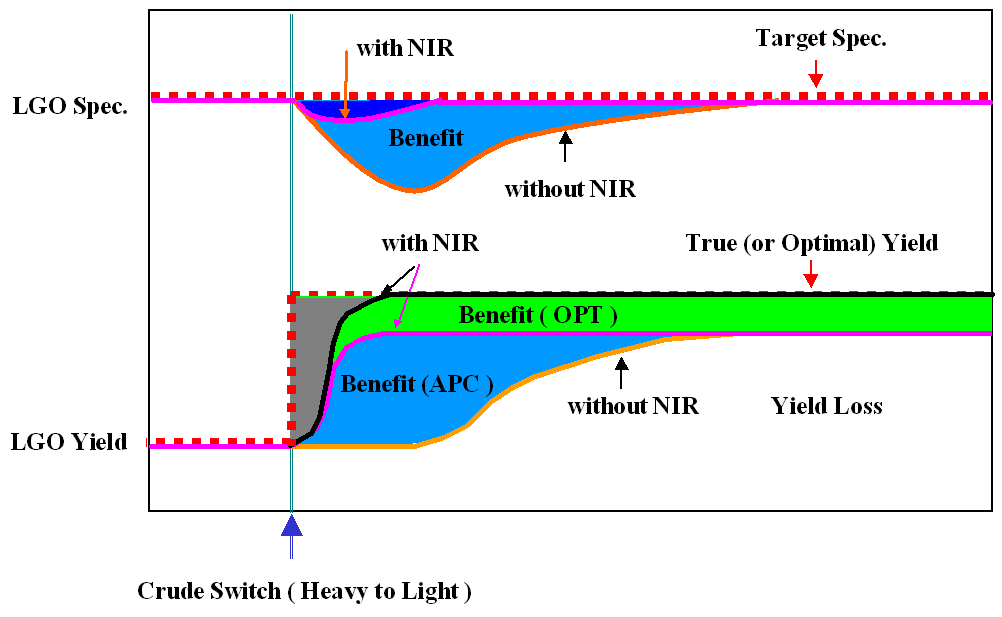 with NIR
Target Spec.
LGO Spec.
Benefit
without NIR
with NIR
True (or Optimal) Yield
Benefit ( OPT )
Benefit (APC )
without NIR
Yield Loss
LGO Yield
Crude Switch ( Heavy to Light )